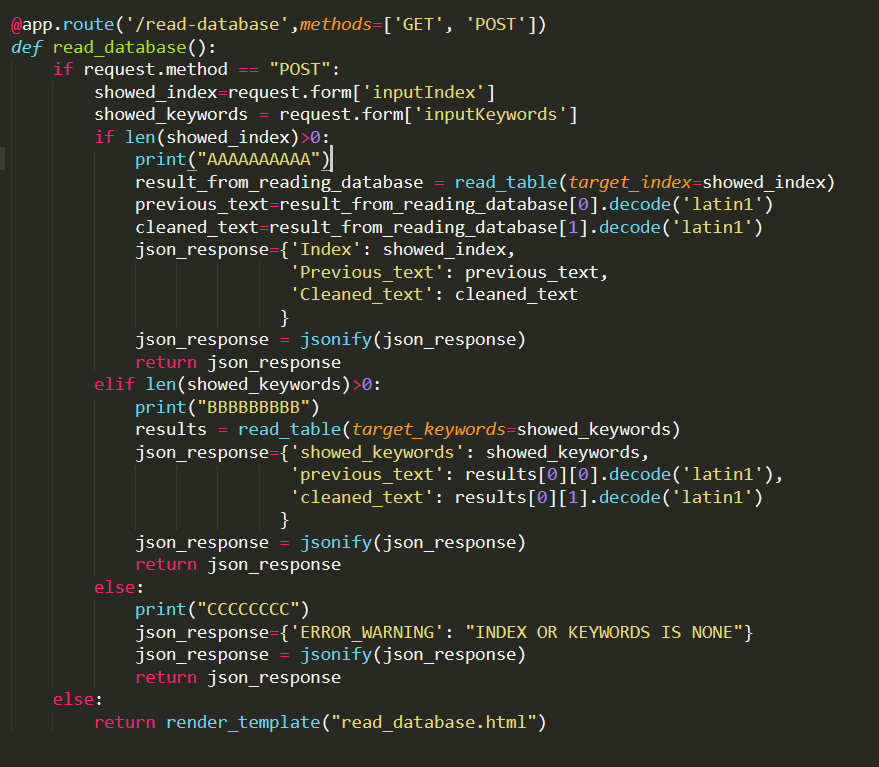 @app.route('/read-database',methods=['GET', 'POST'])
def read_database():
    if request.method == "POST":
        showed_index=request.form['inputIndex']
        showed_keywords = request.form['inputKeywords']
        if len(showed_index)>0:
            print("AAAAAAAAAA")
            result_from_reading_database = read_table(target_index=showed_index)
            previous_text=result_from_reading_database[0].decode('latin1')
            cleaned_text=result_from_reading_database[1].decode('latin1')
            json_response={'Index': showed_index,
                           'Previous_text': previous_text,
                           'Cleaned_text': cleaned_text
                          }
            json_response = jsonify(json_response)
            return json_response
        elif len(showed_keywords)>0:
            print("BBBBBBBBB")
            results = read_table(target_keywords=showed_keywords)
            json_response={'showed_keywords': showed_keywords,
                           'previous_text': results[0][0].decode('latin1'),
                           'cleaned_text': results[0][1].decode('latin1')
                          }
            json_response = jsonify(json_response)
            return json_response
        else:
            print("CCCCCCCC")
            json_response={'ERROR_WARNING': "INDEX OR KEYWORDS IS NONE"}
            json_response = jsonify(json_response)
            return json_response
    else:
        return render_template("read_database.html")